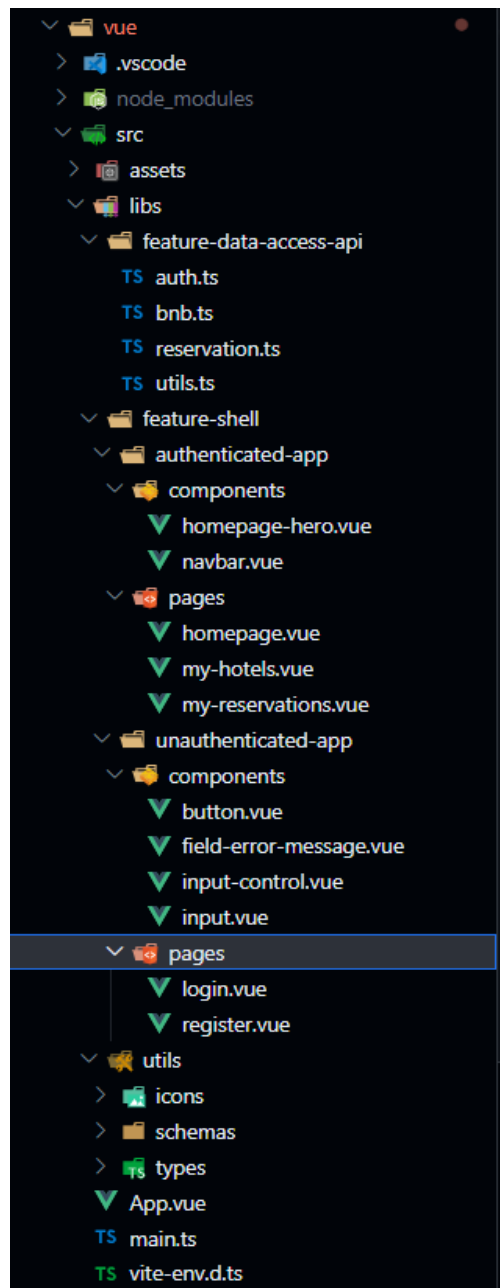 vue
.vscode
node_modules
src
assets
libs
feature-data-access-api
TS auth.ts
TS bnb.ts
TS reservation.ts
TS utils.ts
feature-shell
authenticated-app
components
homepage-hero.vue
navbar.vue
pages
homepage.vue
my-hotels.vue
my-reservations.vue
unauthenticated-app
components
button.vue
field-error-message.vue
input-control.vue
input.vue
pages
login.vue
register.vue
utils
icons
schemas
TS types
App.vue
TS main.ts
TS vite-env.d.ts